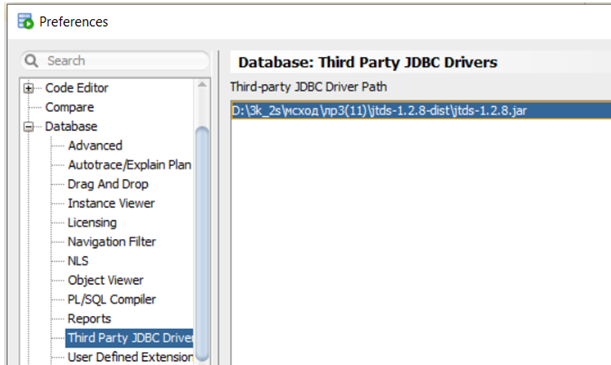 Preferences
Search
Code Editor
Compare
Database
Advanced
Autotrace/Explain Plan
Drag And Drop
Instance Viewer
Licensing
Navigation Filter
NLS
Object Viewer
PL/SQL Compiler
Reports
Third Party JDBC Driver
User Defined Extension
Database: Third Party JDBC Drivers
Third-party JDBC Driver Path
D:\3k_2s\мсход\пр3(11)\jtds-1.2.8-dist\jtds-1.2.8.jar